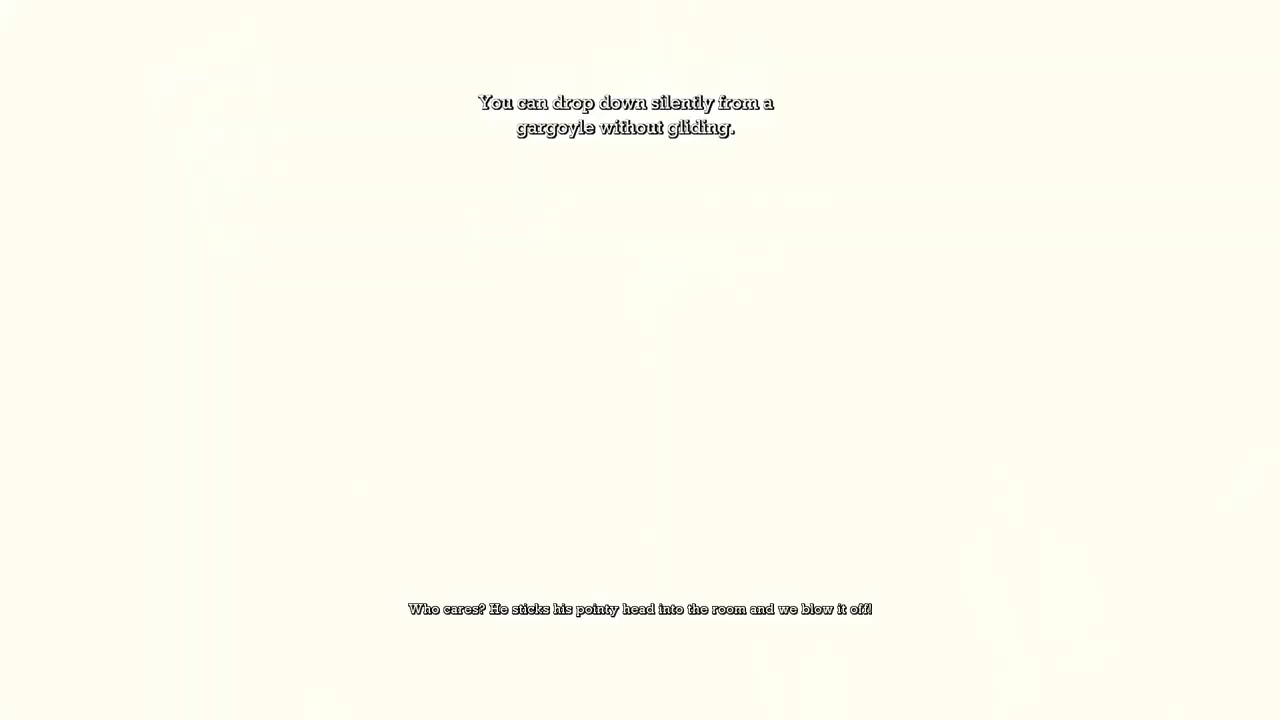 You can drop down silently from a
gargoyle without gliding.
Who cares? He sticks his pointy head into the room and we blow it off!